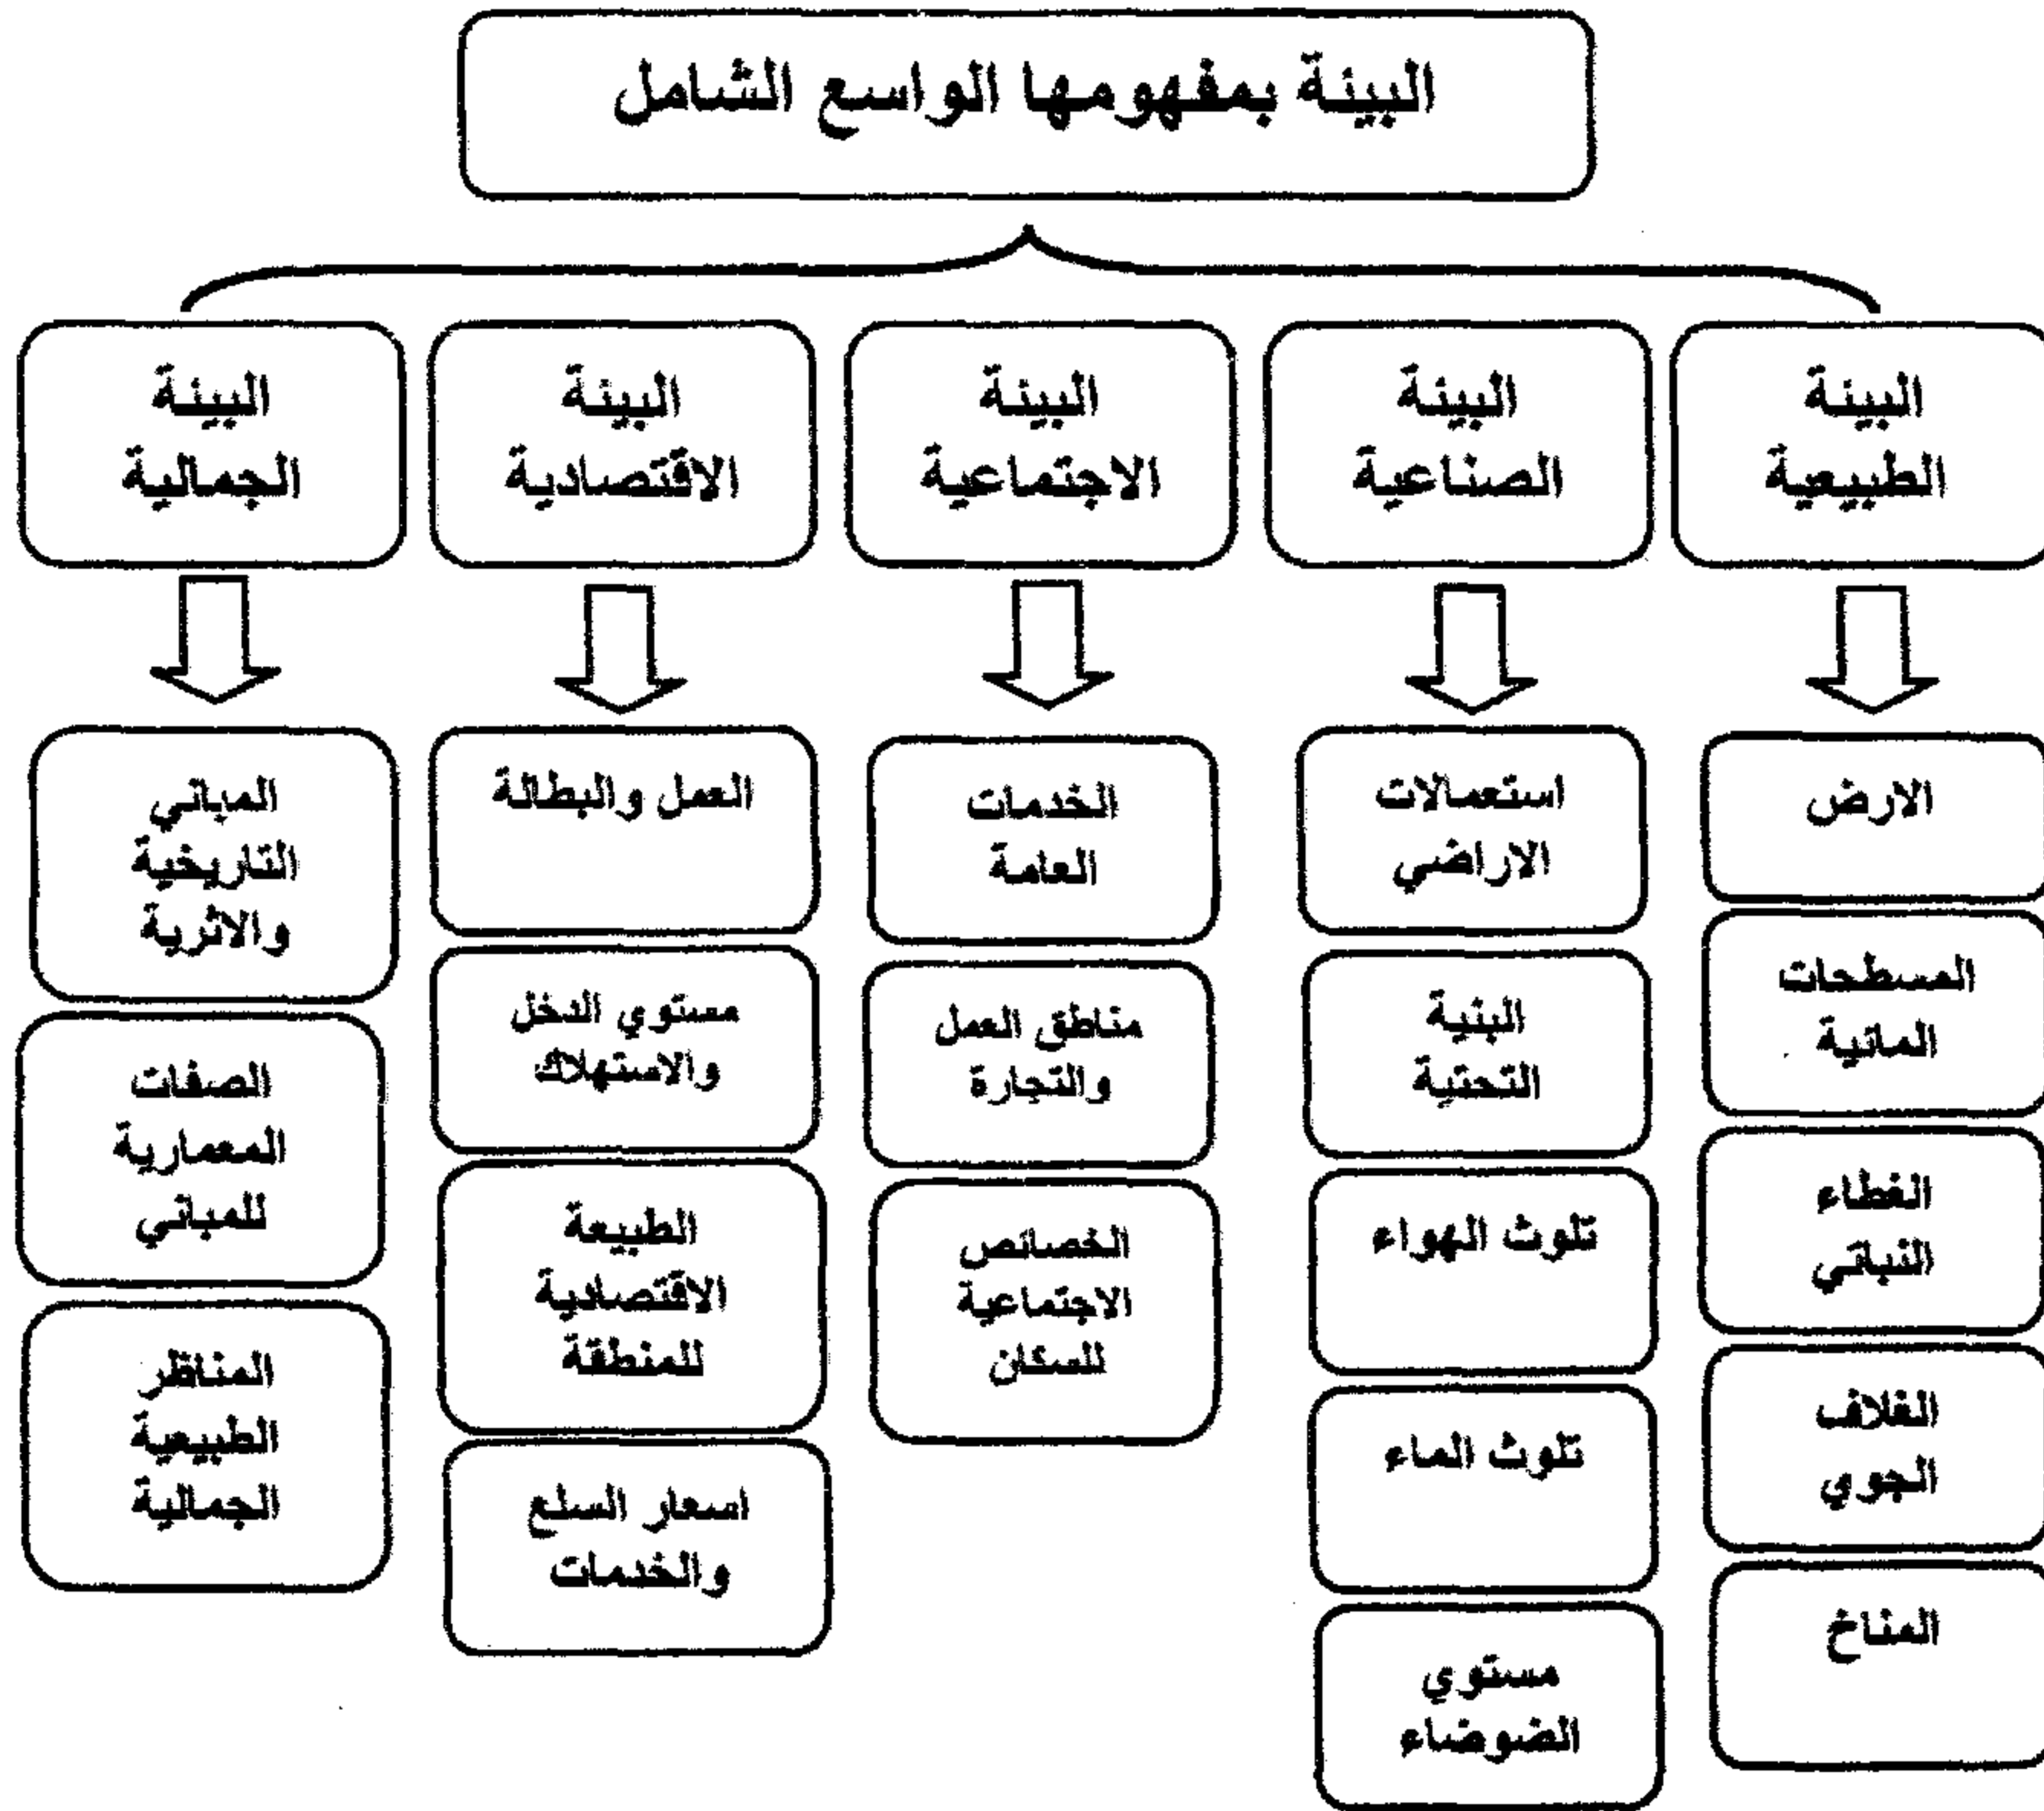 البيئة بمفهومها الواسع الشامل
البيئة
الطبيعية
البيئة
الصناعية
البيئة
الاجتماعية
البيئة
الاقتصادية
البيئة
الجمالية
الارض
المسطحات
المائية
الغطاء
النباتي
الغلاف
الجوي
المناخ
استعمالات
الاراضي
البنية
التحتية
تلوث الهواء
تلوث الماء
مستوي
الضوضاء
الخدمات
العامة
مناطق العمل
والتجارة
الخصائص
الاجتماعية
للسكان
العمل والبطالة
مستوي الدخل
والاستهلاك
الطبيعة
الاقتصادية
للمنطقة
اسعار السلع
والخدمات
المباني
التاريخية
والاثرية
الصفات
المعمارية
للمباني
المناظر
الطبيعية
الجمالية